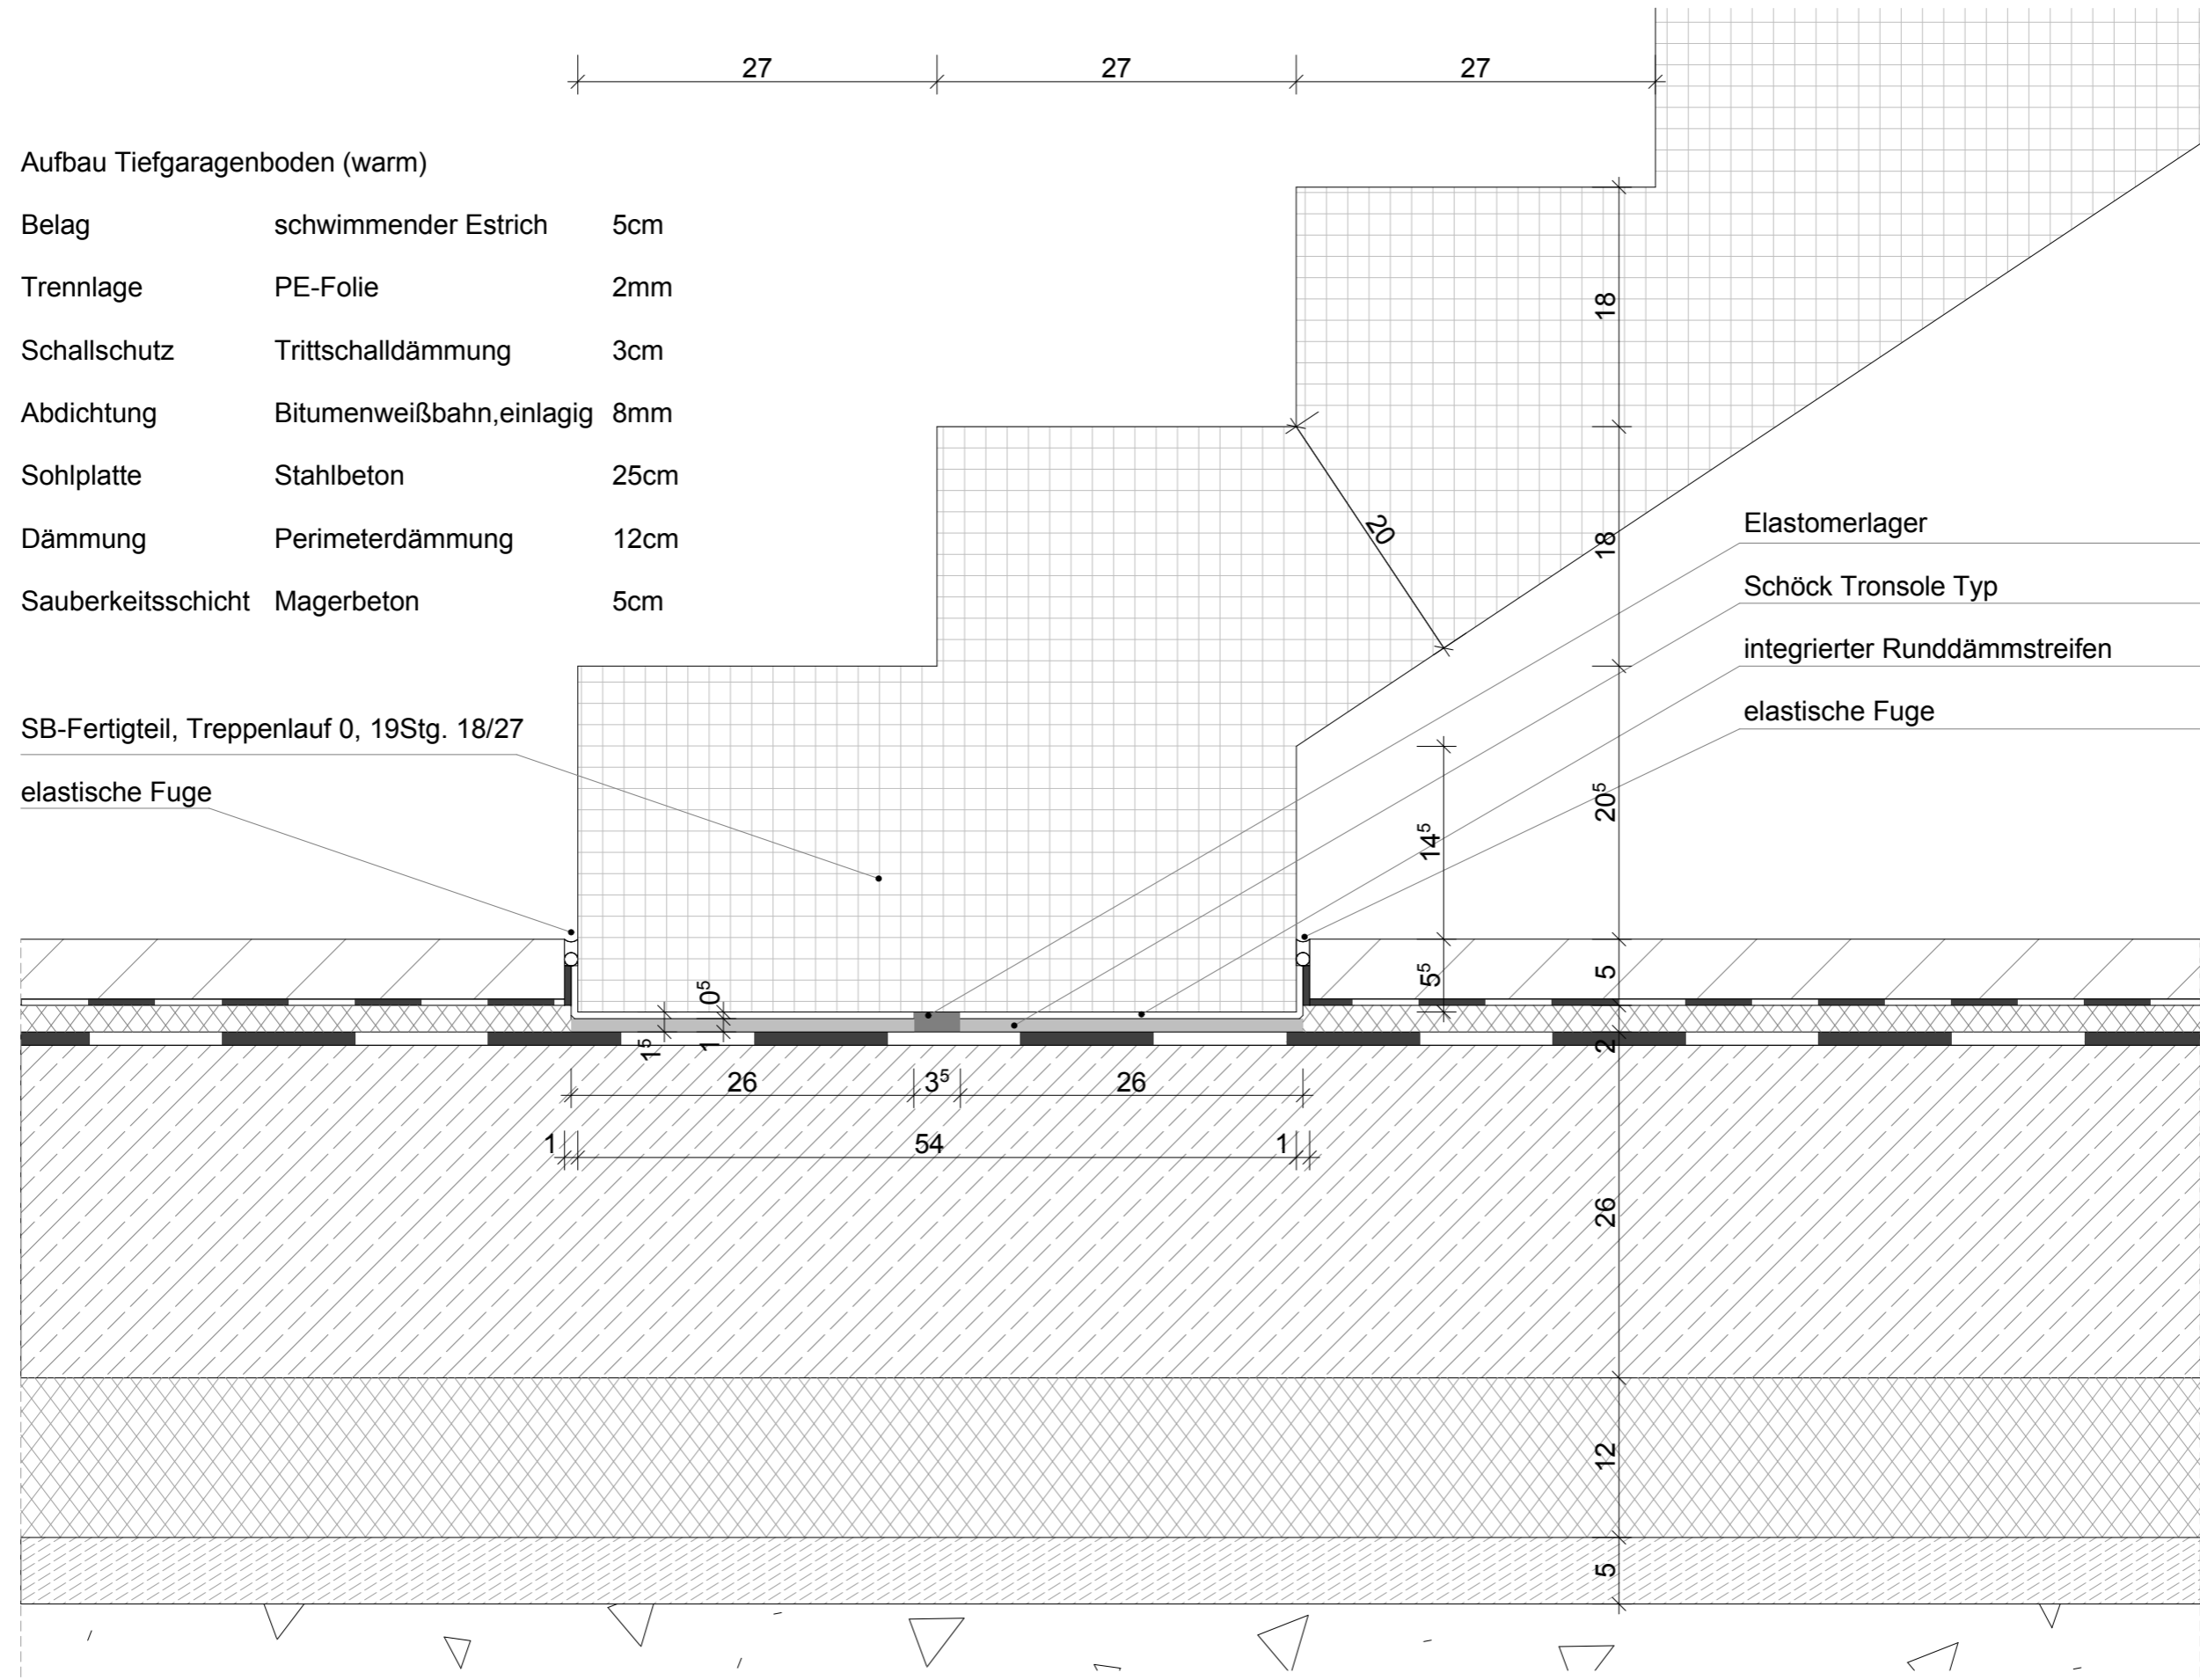 27 27 27
Aufbau Tiefgaragenboden (warm)
Belag schwimmender Estrich 5cm
Trennlage PE-Folie 2mm
Schallschutz Trittschalldämmung 3cm
Abdichtung Bitumenweißbahn,einlagig 8mm
Sohlplatte Stahlbeton 25cm
Dämmung Perimeterdämmung 12cm
Sauberkeitsschicht Magerbeton 5cm
18
20
18
Elastomerlager
Schöck Tronsole Typ
integrierter Runddämmstreifen
elastische Fuge
SB-Fertigteil, Treppenlauf 0, 19Stg. 18/27
elastische Fuge
20⁵
14⁵
5⁵
5
0⁵
1⁵
1
2
26 3⁵ 26
1 54 1
26
12
5